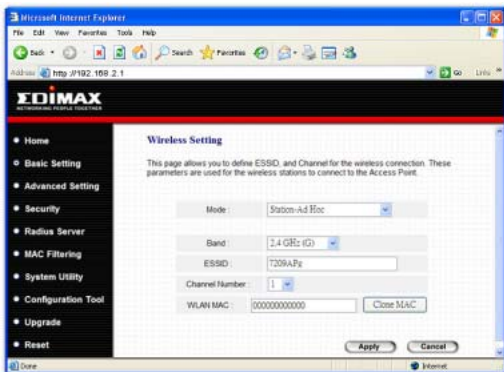 Microsoft Internet Explorer
File Edit View Favorites Tools Help
Back Search Favorites
Address http://192.168.2.1 Go Links »
EDIMAX
NETWORKING PEOPLE TOGETHER
Home
Basic Setting
Advanced Setting
Security
Radius Server
MAC Filtering
System Utility
Configuration Tool
Upgrade
Reset
Wireless Setting
This page allows you to define ESSID, and Channel for the wireless connection. These
parameters are used for the wireless stations to connect to the Access Point.
Mode : Station-Ad Hoc
Band : 2.4 GHz (G)
ESSID : 7209APg
Channel Number : 1
WLAN MAC : 000000000000 Clone MAC
Apply Cancel
Done Internet